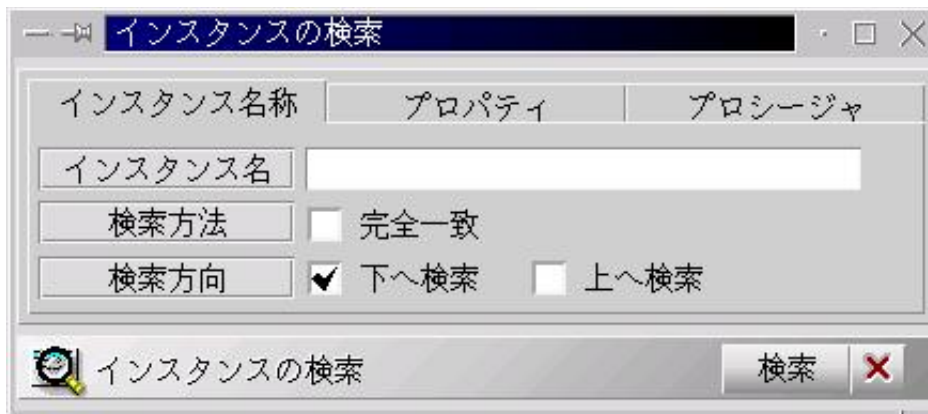 インスタンスの検索
インスタンス名称 プロパティ プロシージャ
インスタンス名
検索方法 完全一致
検索方向 下へ検索 上へ検索
インスタンスの検索 検索